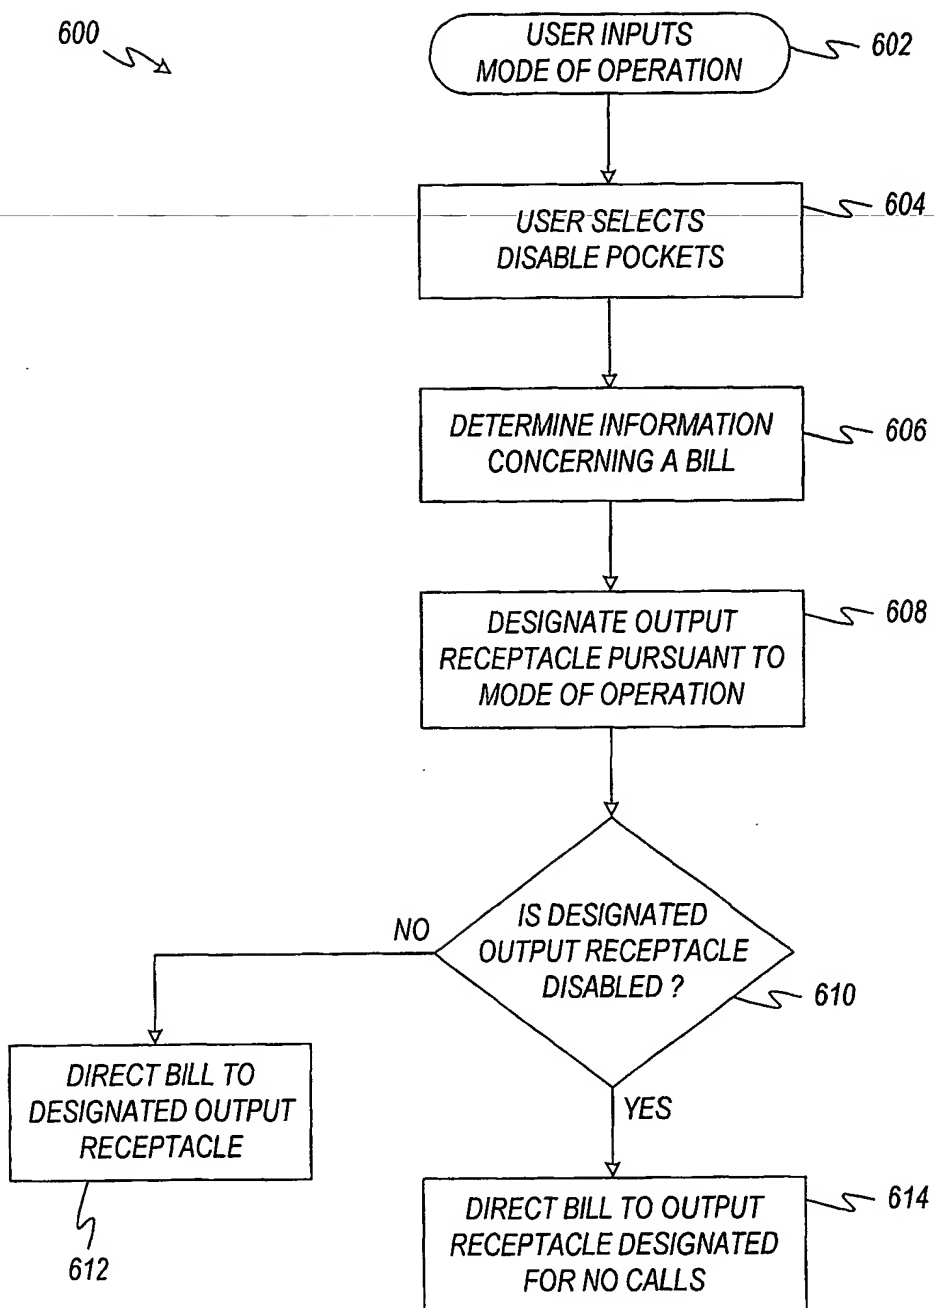 600
USER INPUTS
MODE OF OPERATION
602
USER SELECTS
DISABLE POCKETS
604
DETERMINE INFORMATION
CONCERNING A BILL
606
DESIGNATE OUTPUT
RECEPTACLE PURSUANT TO
MODE OF OPERATION
608
IS DESIGNATED
OUTPUT RECEPTACLE
DISABLED ?
610
NO
DIRECT BILL TO
DESIGNATED OUTPUT
RECEPTACLE
612
YES
DIRECT BILL TO OUTPUT
RECEPTACLE DESIGNATED
FOR NO CALLS
614